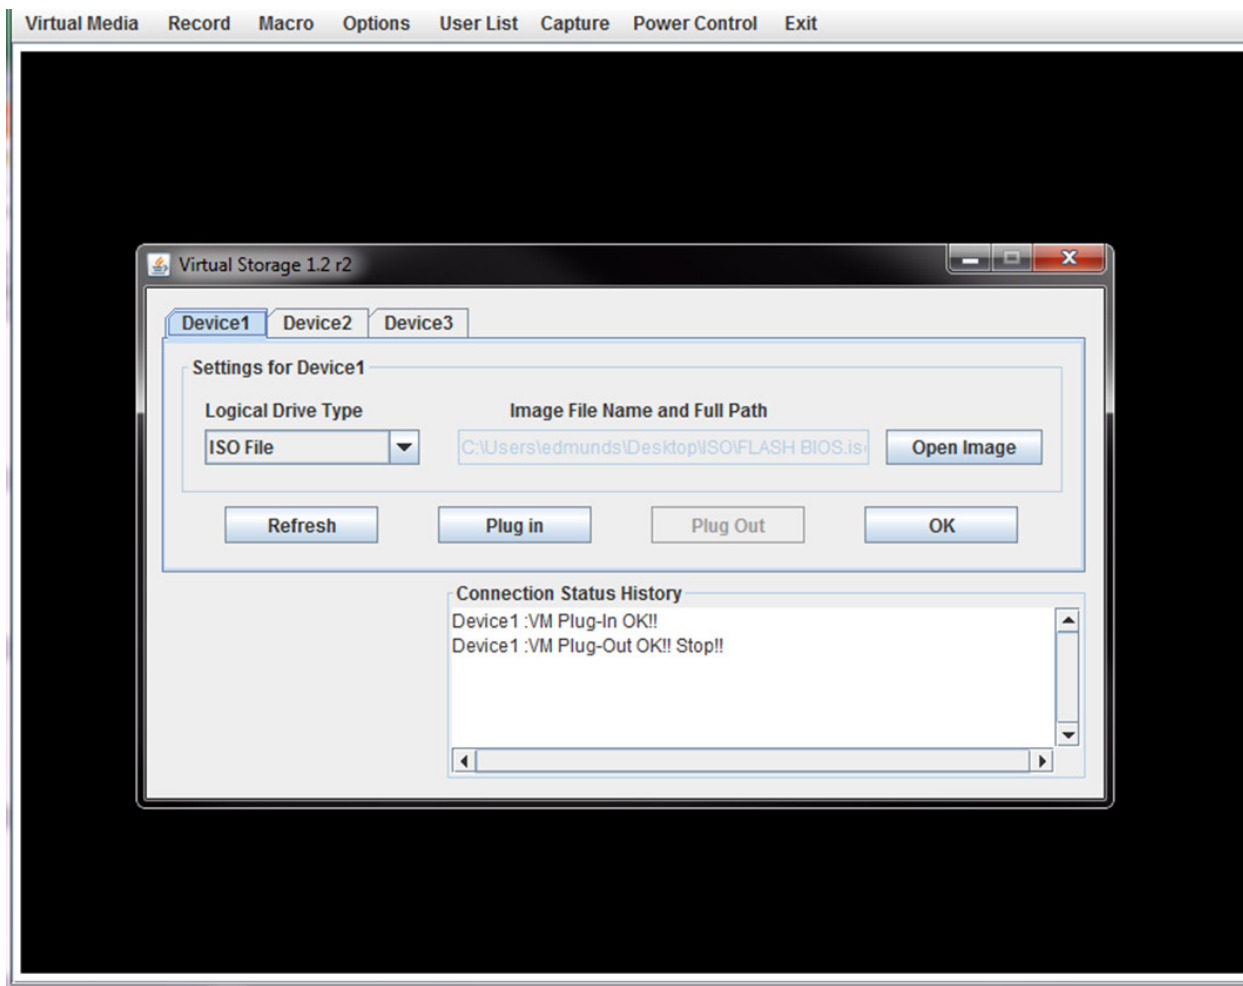 Virtual Media Record Macro Options User List Capture Power Control Exit
Virtual Storage 1.2 r2
Device1 Device2 Device3
Settings for Device1
Logical Drive Type Image File Name and Full Path
ISO File C:\Users\edmunds\Desktop\ISO\FLASH BIOS.is Open Image
Refresh Plug in Plug Out OK
Connection Status History
Device1 :VM Plug-In OK!!
Device1 :VM Plug-Out OK!! Stop!!